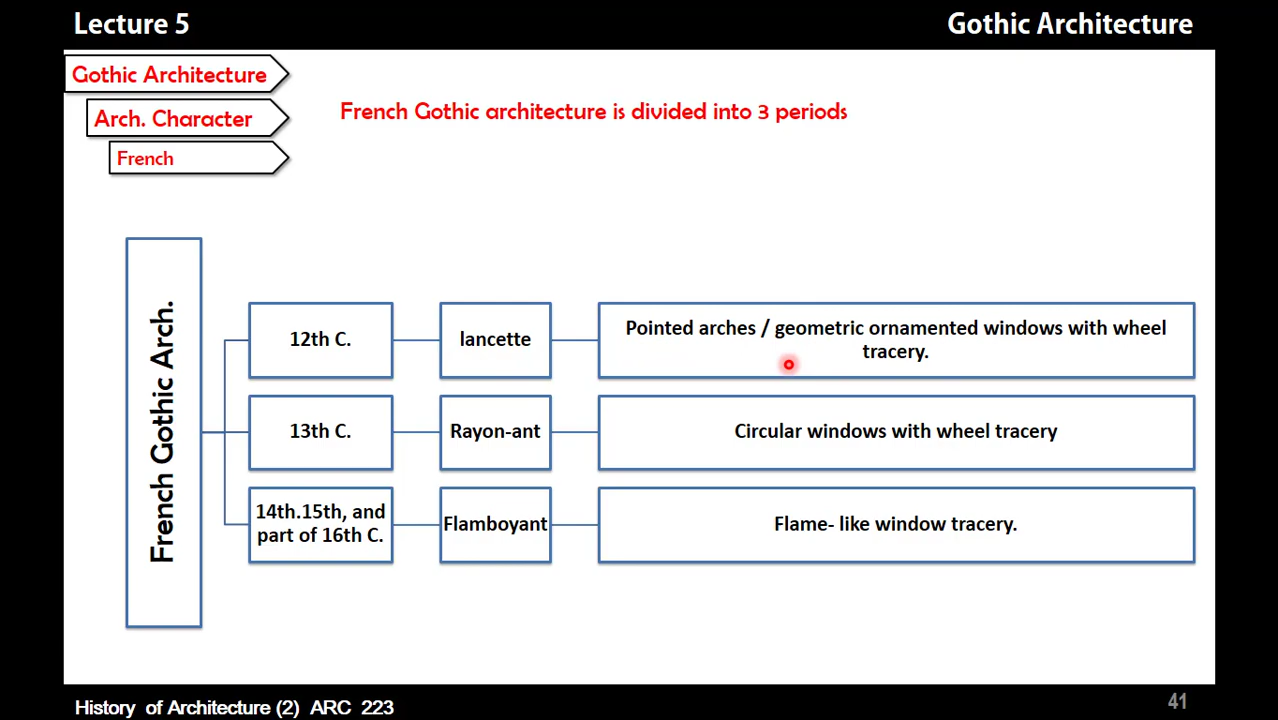 Lecture 5
Gothic Architecture
Gothic Architecture
Arch. Character
French
French Gothic architecture is divided into 3 periods
French Gothic Arch.
12th C.
lancette
Pointed arches / geometric ornamented windows with wheel
tracery.
13th C.
Rayon-ant
Circular windows with wheel tracery
14th.15th, and
part of 16th C.
Flamboyant
Flame- like window tracery.
History of Architecture (2) ARC 223
41